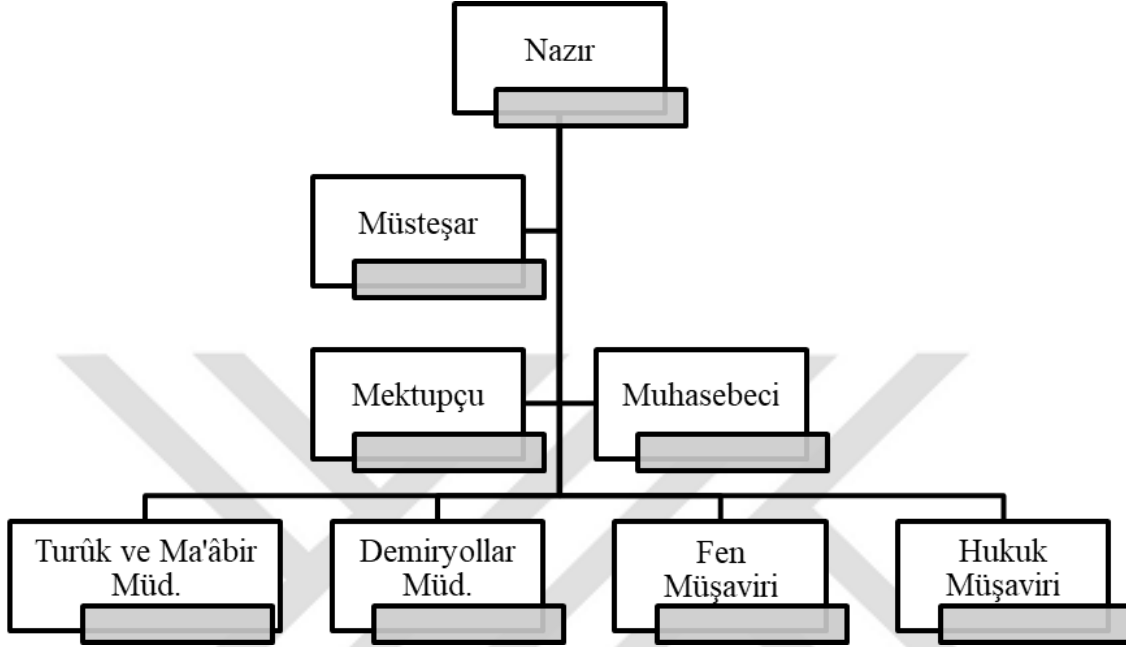 Nazır
Müsteşar
Mektupçu
Muhasebeci
Turûk ve Ma'âbir
Müd.
Demiryollar
Müd.
Fen
Müşaviri
Hukuk
Müşaviri